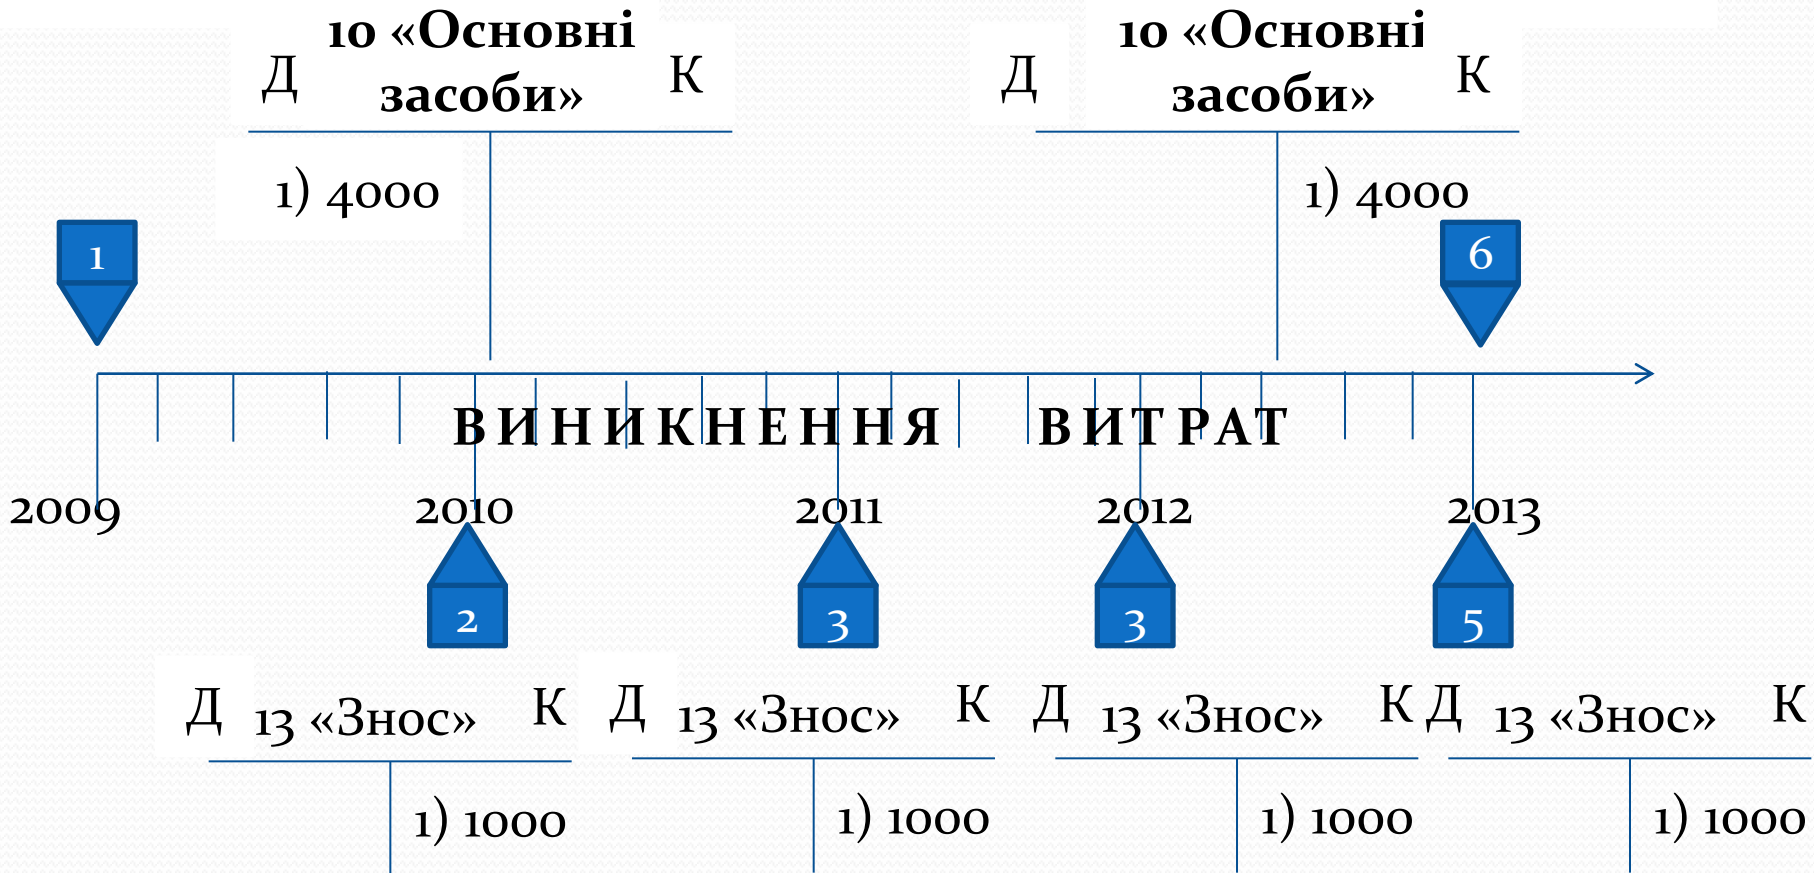 10 «Основні
засоби»
Д
К
1) 4000
10 «Основні
засоби»
Д
К
1) 4000
1
6
ВИНИКНЕННЯ ВИТРАТ
2009
2010
2011
2012
2013
2
3
3
5
Д 13 «Знос» К
1) 1000
Д 13 «Знос» К
1) 1000
Д 13 «Знос» К
1) 1000
Д 13 «Знос» К
1) 1000